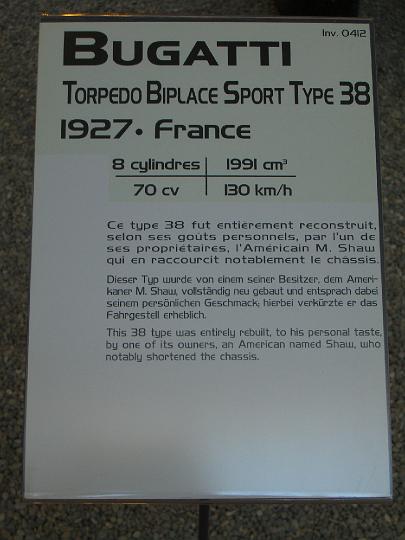 Inv. 0412
BUGATTI
TORPEDO BIPLACE SPORT TYPE 38
1927• France
8 cylindres | 1991 cm³
70 cv | 130 km/h
Ce type 38 fut entierement reconstruit,
selon ses goûts personnels, par l'un de
ses propriétaires, l'Américain M. Shaw
qui en raccourcit notablement le châssis.
Dieser Typ wurde von einem seiner Besitzer, dem Ameri-
kaner M. Shaw, vollständig neu gebaut und entsprach dabei
seinem persönlichen Geschmack; hierbei verkürzte er das
Fahrgestell erheblich.
This 38 type was entirely rebuilt, to his personal taste,
by one of its owners, an American named Shaw, who
notably shortened the chassis.